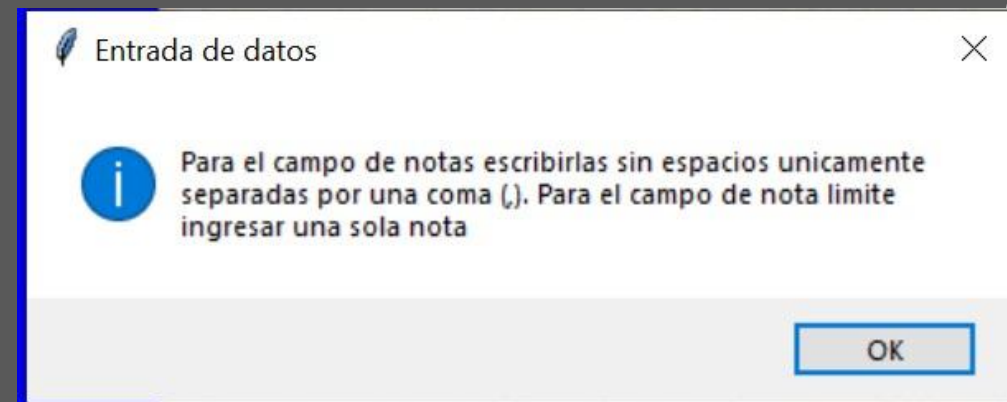 Entrada de datos
Para el campo de notas escribirlas sin espacios unicamente
separadas por una coma (,). Para el campo de nota limite
ingresar una sola nota
OK